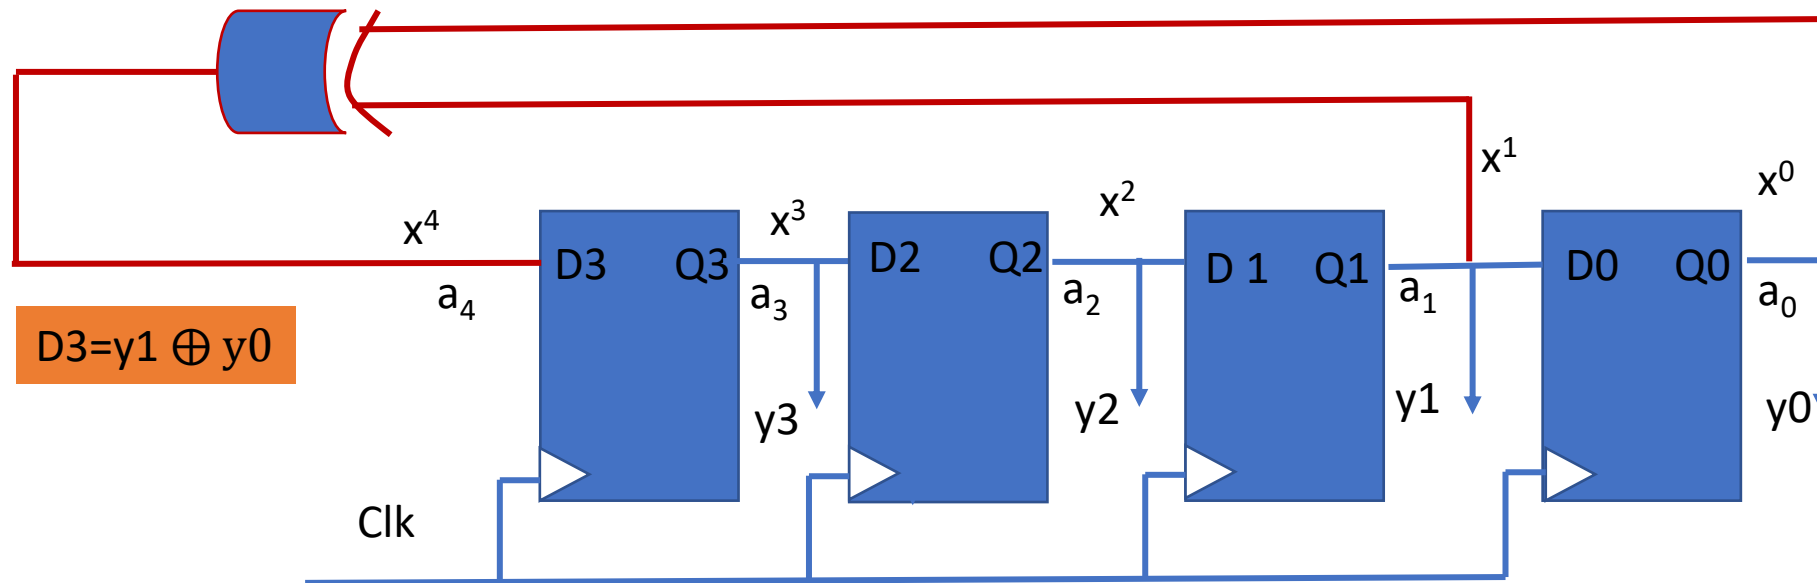 x¹
x⁰
x⁴
x³
x²
D3 Q3
D2 Q2
D 1 Q1
D0 Q0
a₄
a₃
a₂
a₁
a₀
D3=y1 ⊕ y0
y3
y2
y1
y0
Clk